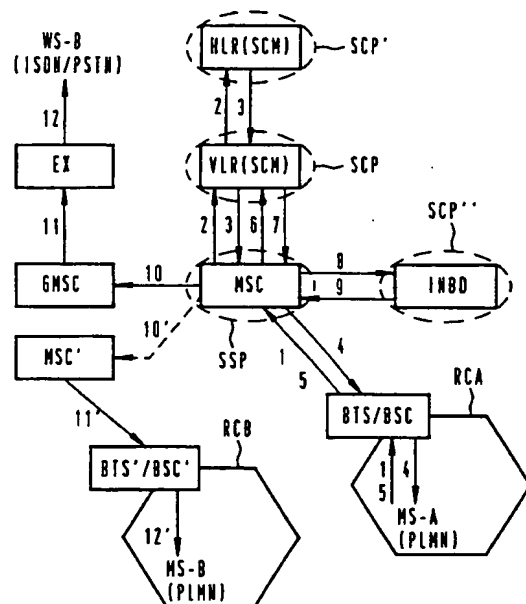 HLR(SCM)
SCP'
WS-B
(ISDN/PSTN)
2
3
12
EX
VLR(SCM)
SCP
11
2
3
6
7
SCP''
GMSC
10
MSC
8
9
INBD
10'
SSP
1
5
4
MSC'
11'
RCA
BTS/BSC
RCB
BTS'/BSC'
1
5
4
MS-A
(PLMN)
12'
MS-B
(PLMN)